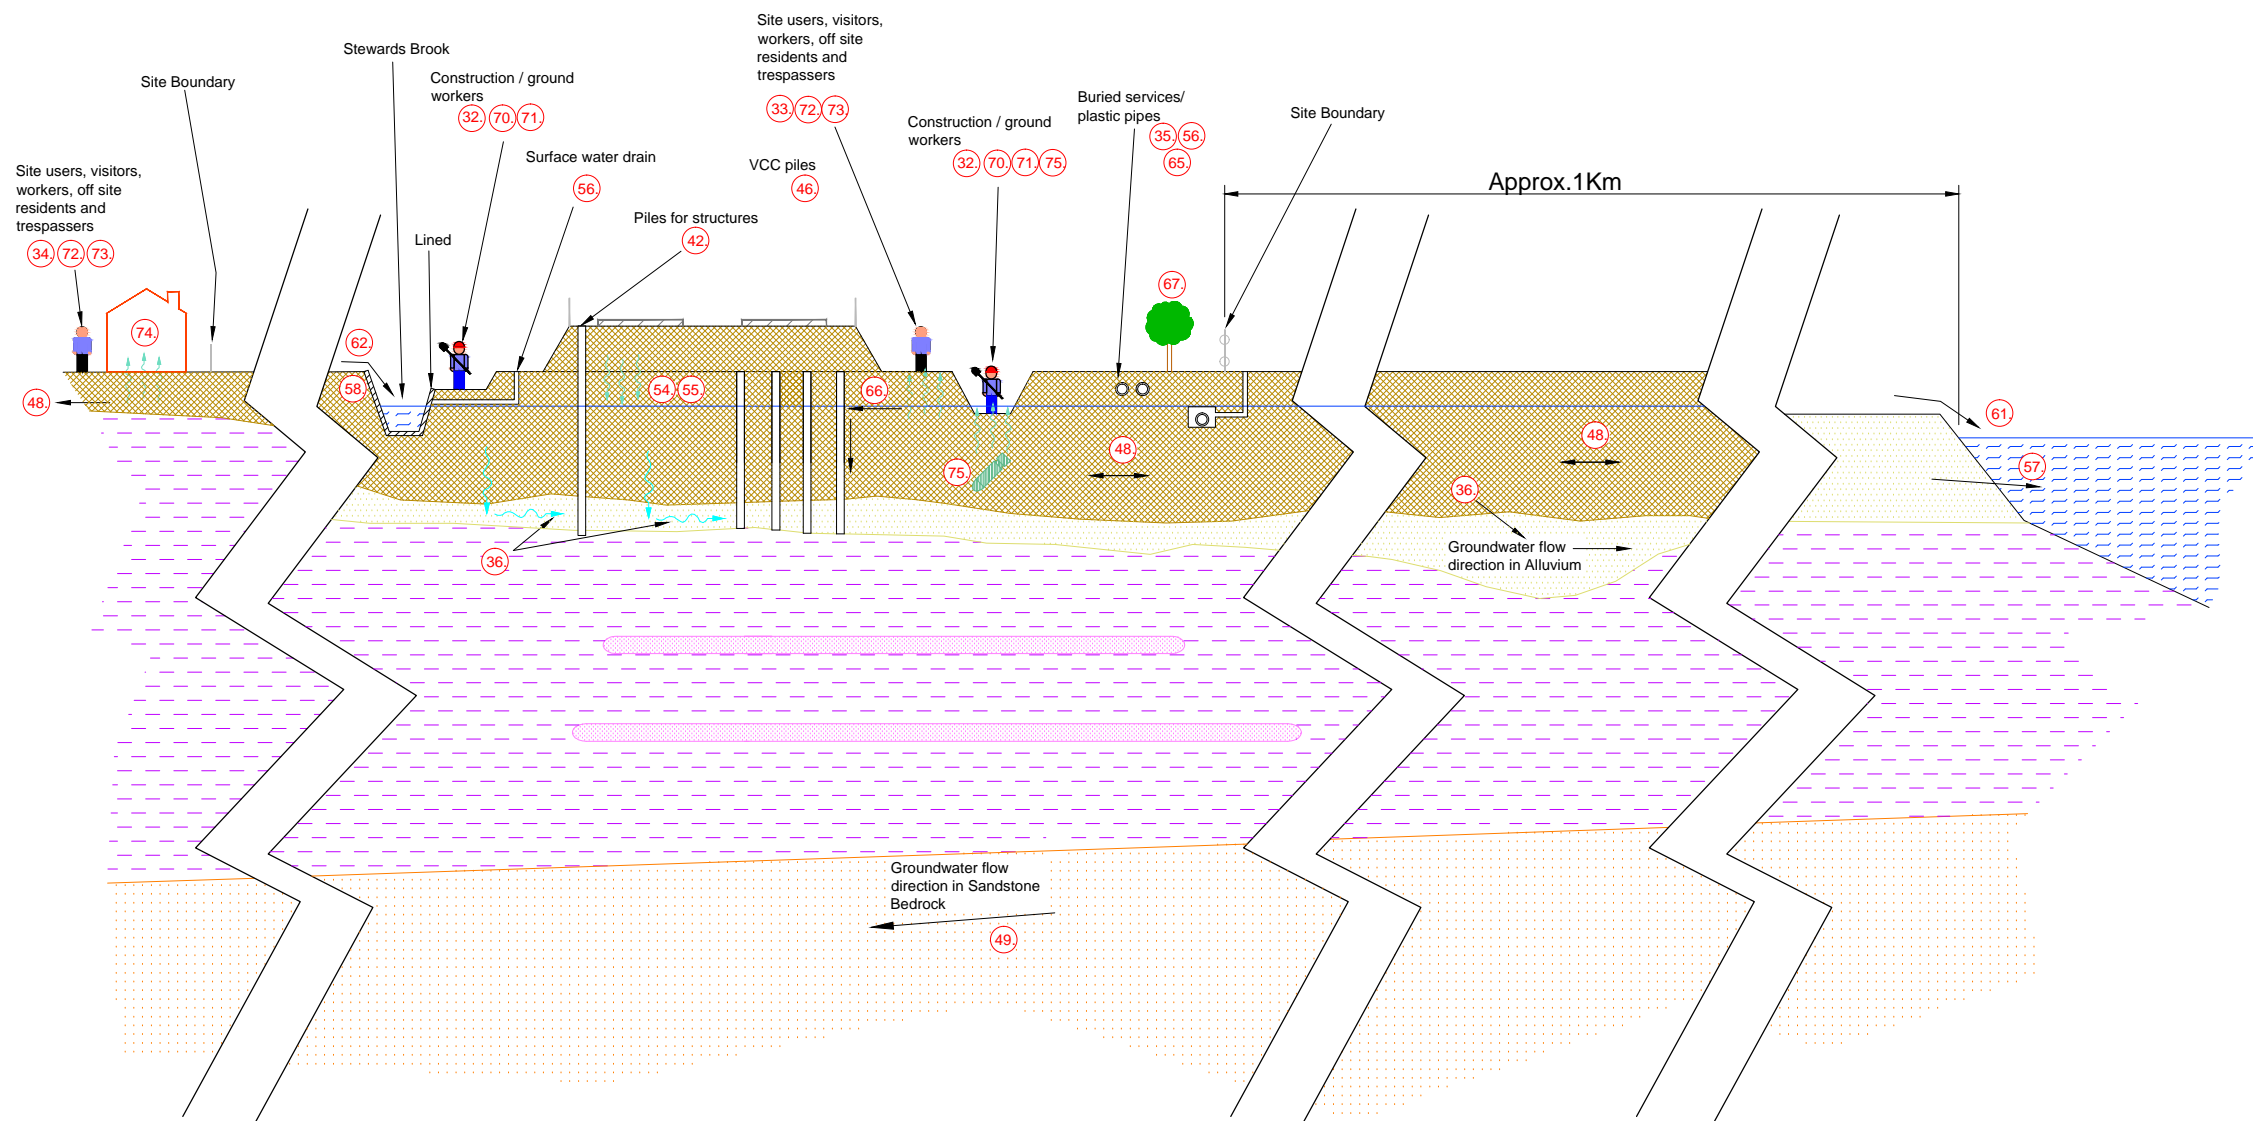 Site users, visitors,
workers, off site
residents and
trespassers
34. 72. 73.
Site Boundary
Stewards Brook
Construction / ground
workers
32. 70. 71.
Surface water drain
56.
Lined
Piles for structures
42.
VCC piles
46.
Site users, visitors,
workers, off site
residents and
trespassers
33. 72. 73.
Construction / ground
workers
32. 70. 71. 75.
Buried services/
plastic pipes
35. 56.
65.
Site Boundary
Approx.1Km
67.
74.
62.
58.
48.
54. 55.
66.
75.
48.
48.
61.
57.
36.
36.
Groundwater flow
direction in Alluvium
Groundwater flow
direction in Sandstone
Bedrock
49.